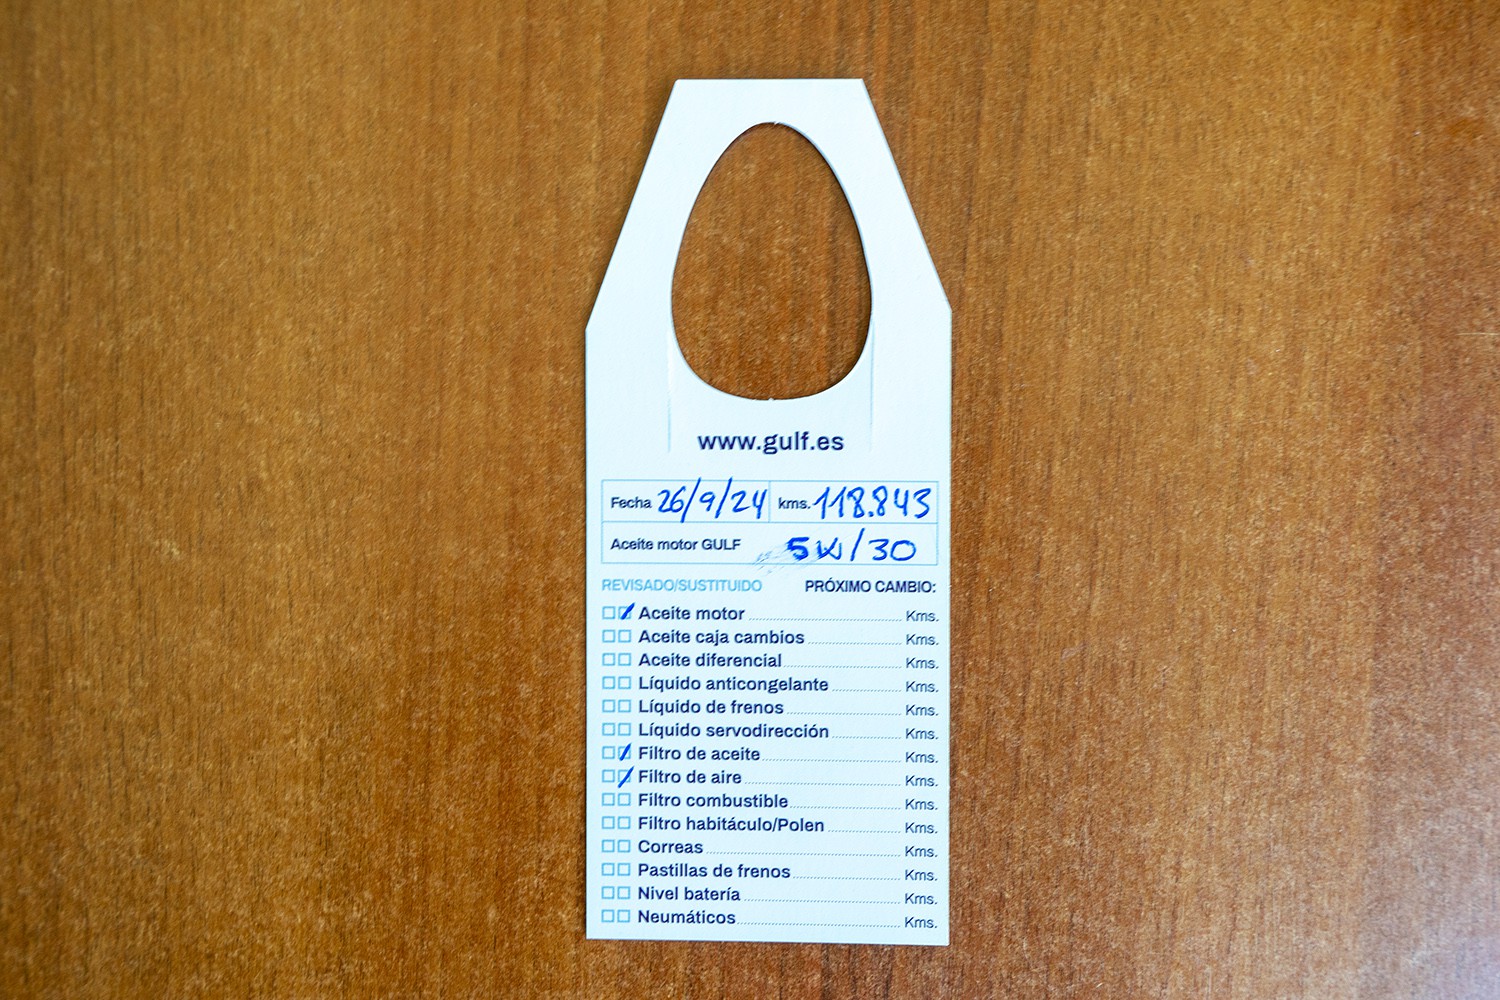 www.gulf.es
Fecha 26/9/24 kms. 118.843
Aceite motor GULF 5W/30
REVISADO/SUSTITUIDO PRÓXIMO CAMBIO:
Aceite motor Kms.
Aceite caja cambios Kms.
Aceite diferencial Kms.
Líquido anticongelante Kms.
Líquido de frenos Kms.
Líquido servodirección Kms.
Filtro de aceite Kms.
Filtro de aire Kms.
Filtro combustible Kms.
Filtro habitáculo/Polen Kms.
Correas Kms.
Pastillas de frenos Kms.
Nivel batería Kms.
Neumáticos Kms.